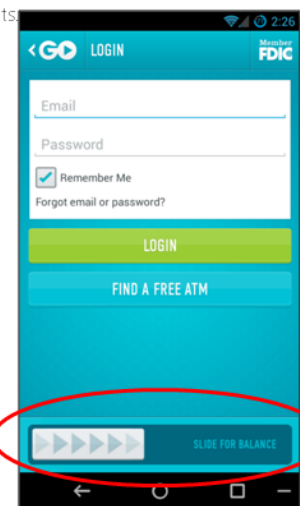 ts.
2:26
GO LOGIN
Member
FDIC
Email
Password
Remember Me
Forgot email or password?
LOGIN
FIND A FREE ATM
SLIDE FOR BALANCE